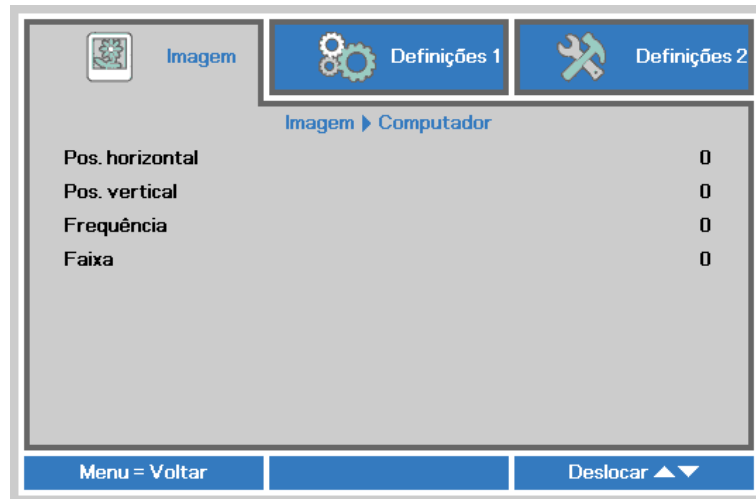 Imagem
Definições 1
Definições 2
Imagem Computador
Pos. horizontal 0
Pos. vertical 0
Frequência 0
Faixa 0
Menu = Voltar
Deslocar